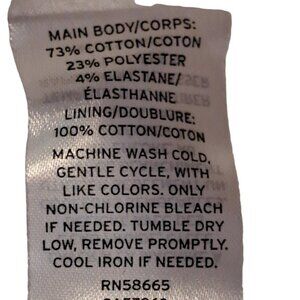 MAIN BODY/CORPS:
73% COTTON/COTON
23% POLYESTER
4% ELASTANE/
ÉLASTHANNE
LINING/DOUBLURE:
100% COTTON/COTON
MACHINE WASH COLD,
GENTLE CYCLE, WITH
LIKE COLORS. ONLY
NON-CHLORINE BLEACH
IF NEEDED. TUMBLE DRY
LOW, REMOVE PROMPTLY.
COOL IRON IF NEEDED.
RN58665